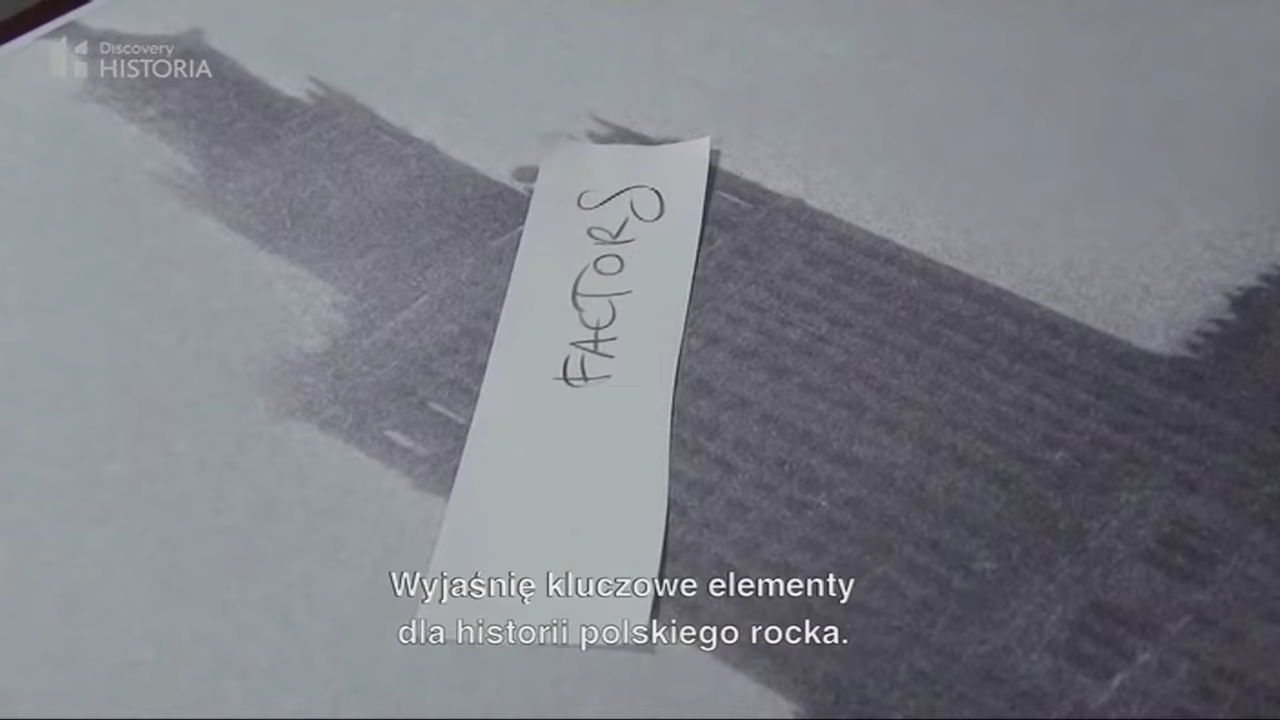 Discovery
HISTORIA
FACTORS
Wyjaśnię kluczowe elementy
dla historii polskiego rocka.